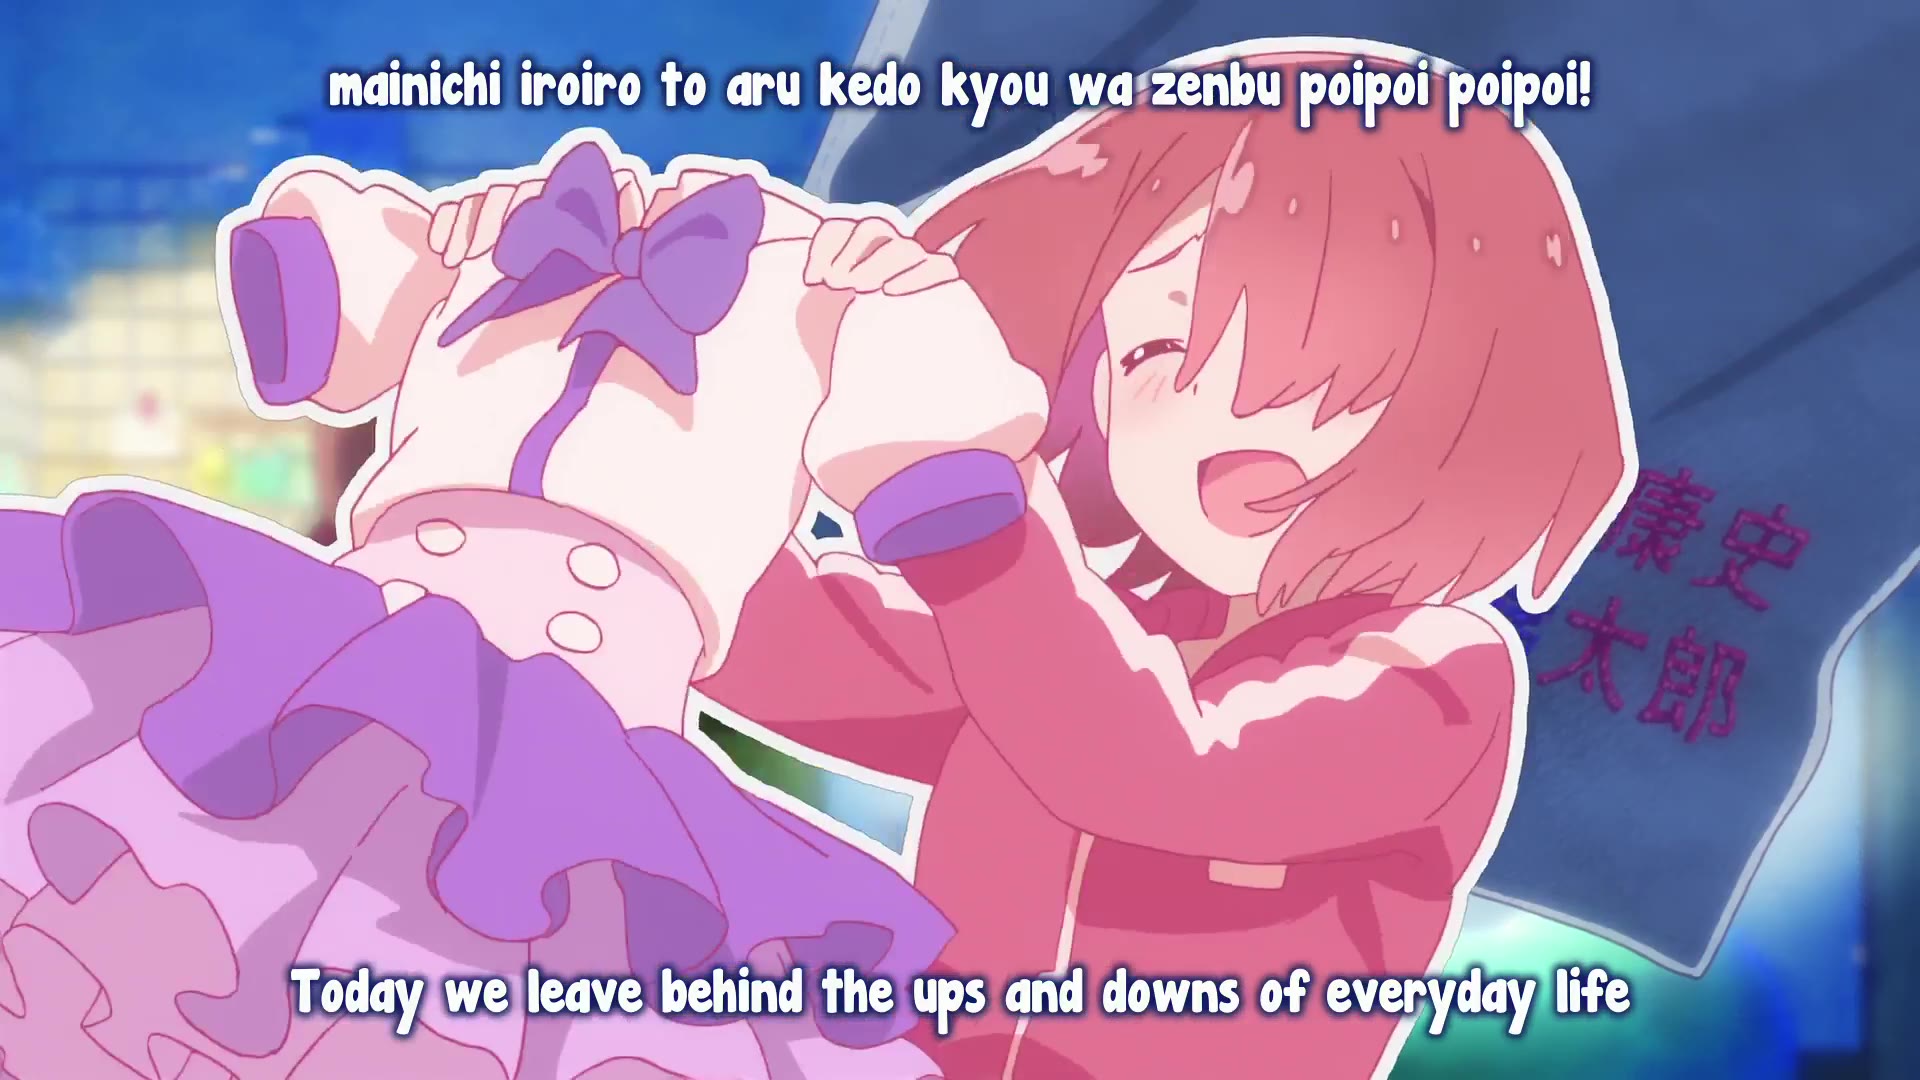 mainichi iroiro to aru kedo kyou wa zenbu poipoi poipoi!
康史
太郎
Today we leave behind the ups and downs of everyday life